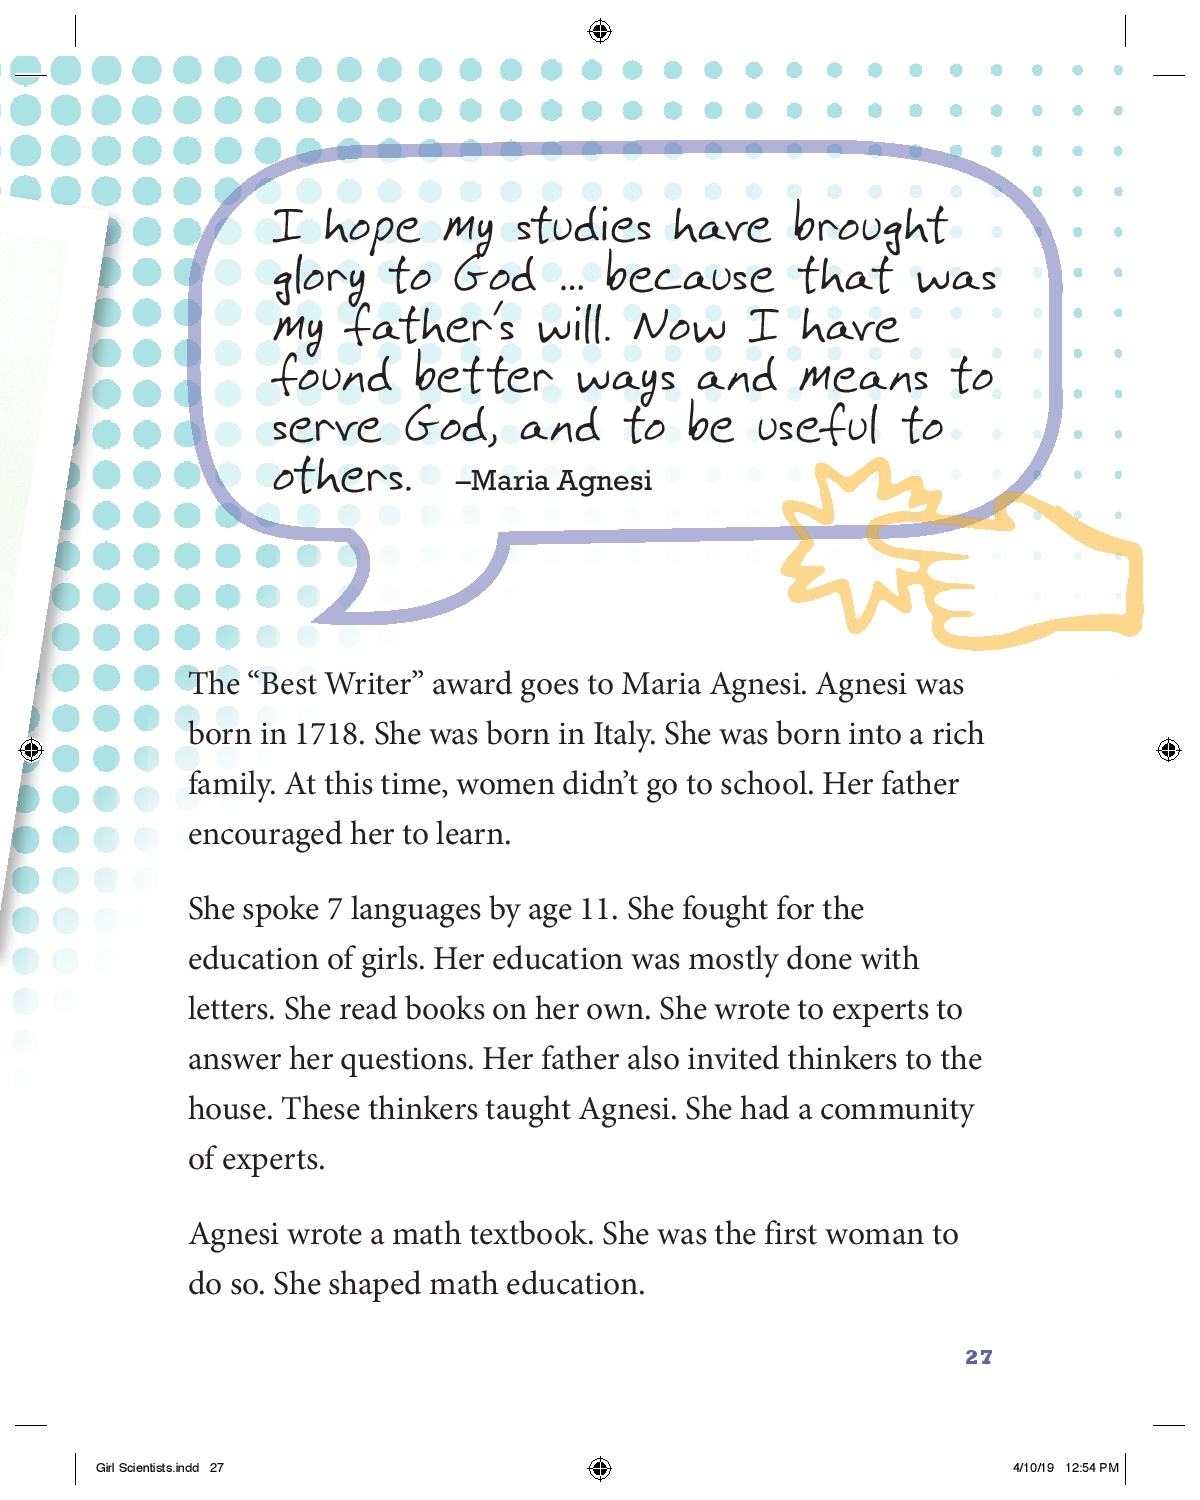 I hope my studies have brought
glory to God ... because that was
my father's will. Now I have
found better ways and means to
serve God, and to be useful to
others. –Maria Agnesi
The “Best Writer” award goes to Maria Agnesi. Agnesi was
born in 1718. She was born in Italy. She was born into a rich
family. At this time, women didn’t go to school. Her father
encouraged her to learn.
She spoke 7 languages by age 11. She fought for the
education of girls. Her education was mostly done with
letters. She read books on her own. She wrote to experts to
answer her questions. Her father also invited thinkers to the
house. These thinkers taught Agnesi. She had a community
of experts.
Agnesi wrote a math textbook. She was the first woman to
do so. She shaped math education.
27
Girl Scientists.indd 27
4/10/19 12:54 PM